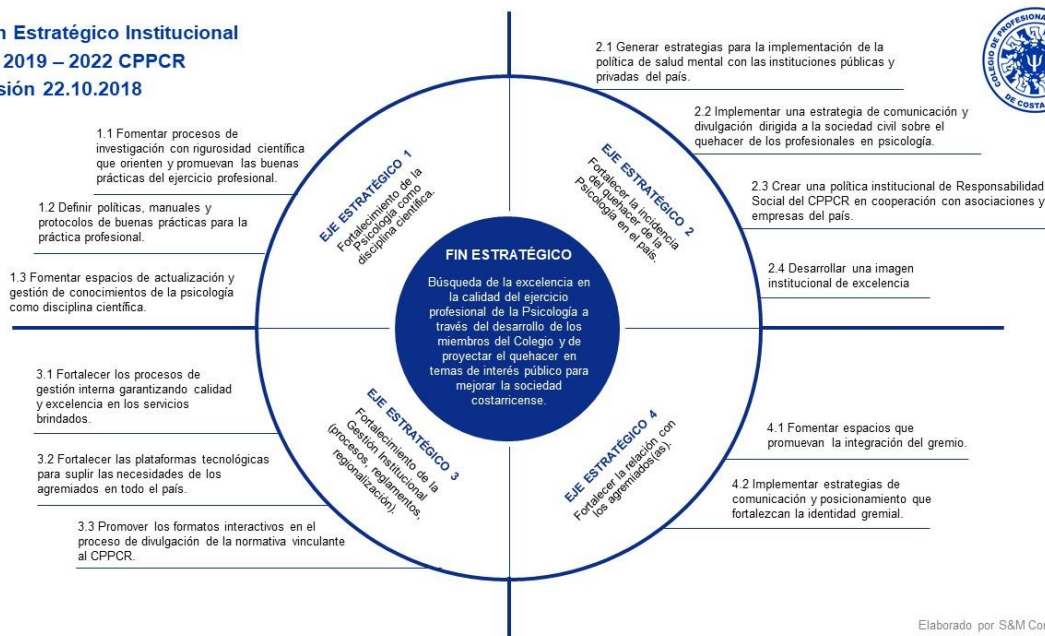 n Estratégico Institucional
2019 – 2022 CPPCR
sión 22.10.2018
COLEGIO DE PROFESIONA
DE COSTA
1.1 Fomentar procesos de
investigación con rigurosidad científica
que orienten y promuevan las buenas
prácticas del ejercicio profesional.
1.2 Definir políticas, manuales y
protocolos de buenas prácticas para la
práctica profesional.
1.3 Fomentar espacios de actualización y
gestión de conocimientos de la psicología
como disciplina científica.
EJE ESTRATÉGICO 1
Fortalecimiento de la
Psicología como
disciplina científica.
2.1 Generar estrategias para la implementación de la
política de salud mental con las instituciones públicas y
privadas del país.
2.2 Implementar una estrategia de comunicación y
divulgación dirigida a la sociedad civil sobre el
quehacer de los profesionales en psicología.
2.3 Crear una política institucional de Responsabilidad
Social del CPPCR en cooperación con asociaciones y
empresas del país.
2.4 Desarrollar una imagen
institucional de excelencia
EJE ESTRATÉGICO 2
Fortalecer la incidencia
del quehacer de la
Psicología en el país.
FIN ESTRATÉGICO
Búsqueda de la excelencia en
la calidad del ejercicio
profesional de la Psicología a
través del desarrollo de los
miembros del Colegio y de
proyectar el quehacer en
temas de interés público para
mejorar la sociedad
costarricense.
3.1 Fortalecer los procesos de
gestión interna garantizando calidad
y excelencia en los servicios
brindados.
3.2 Fortalecer las plataformas tecnológicas
para suplir las necesidades de los
agremiados en todo el país.
3.3 Promover los formatos interactivos en el
proceso de divulgación de la normativa vinculante
al CPPCR.
EJE ESTRATÉGICO 3
Fortalecimiento de la
Gestión Institucional
(procesos, reglamentos,
regionalización).
EJE ESTRATÉGICO 4
Fortalecer la relación con
los agremiados(as).
4.1 Fomentar espacios que
promuevan la integración del gremio.
4.2 Implementar estrategias de
comunicación y posicionamiento que
fortalezcan la identidad gremial.
Elaborado por S&M Con